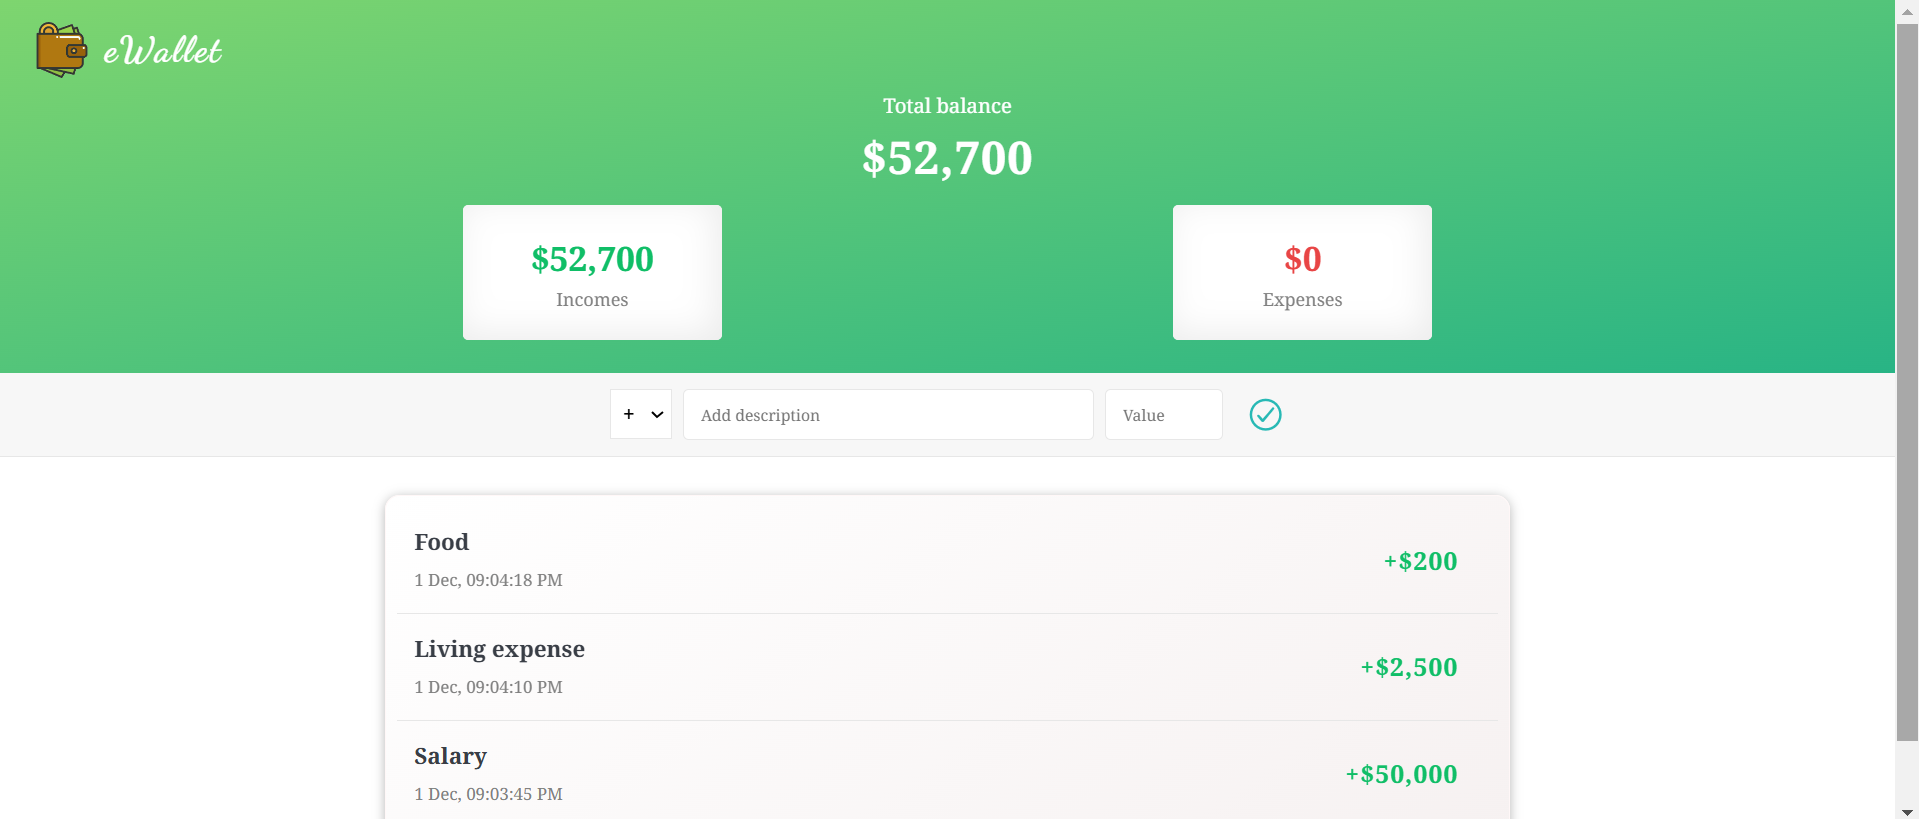 eWallet
Total balance
$52,700
$52,700
Incomes
$0
Expenses
+
Add description
Value
Food
1 Dec, 09:04:18 PM
+$200
Living expense
1 Dec, 09:04:10 PM
+$2,500
Salary
1 Dec, 09:03:45 PM
+$50,000